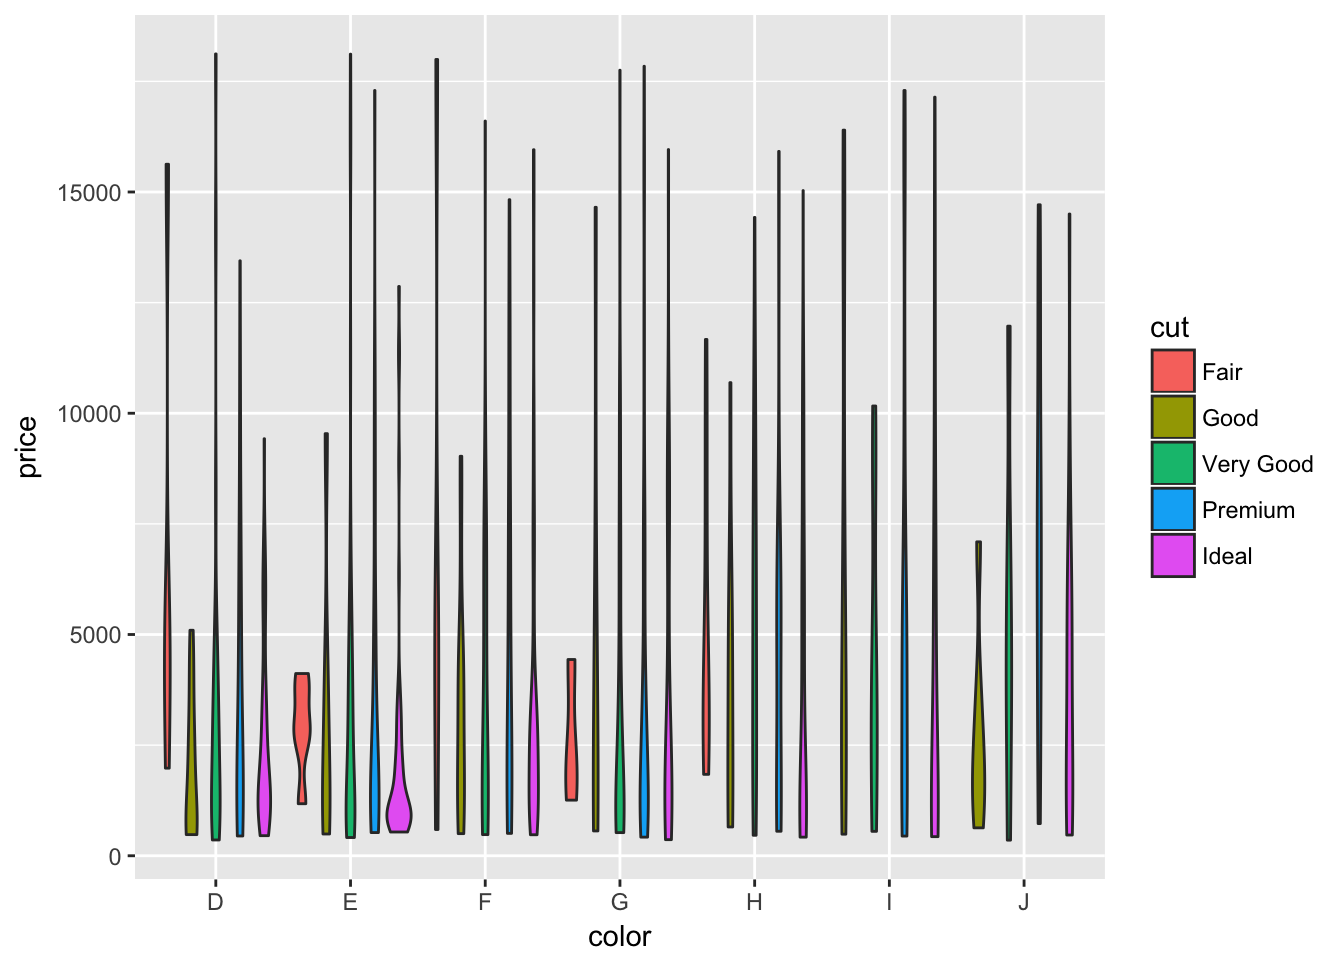 15000
10000
5000
0
price
D E F G H I J
color
cut
Fair
Good
Very Good
Premium
Ideal